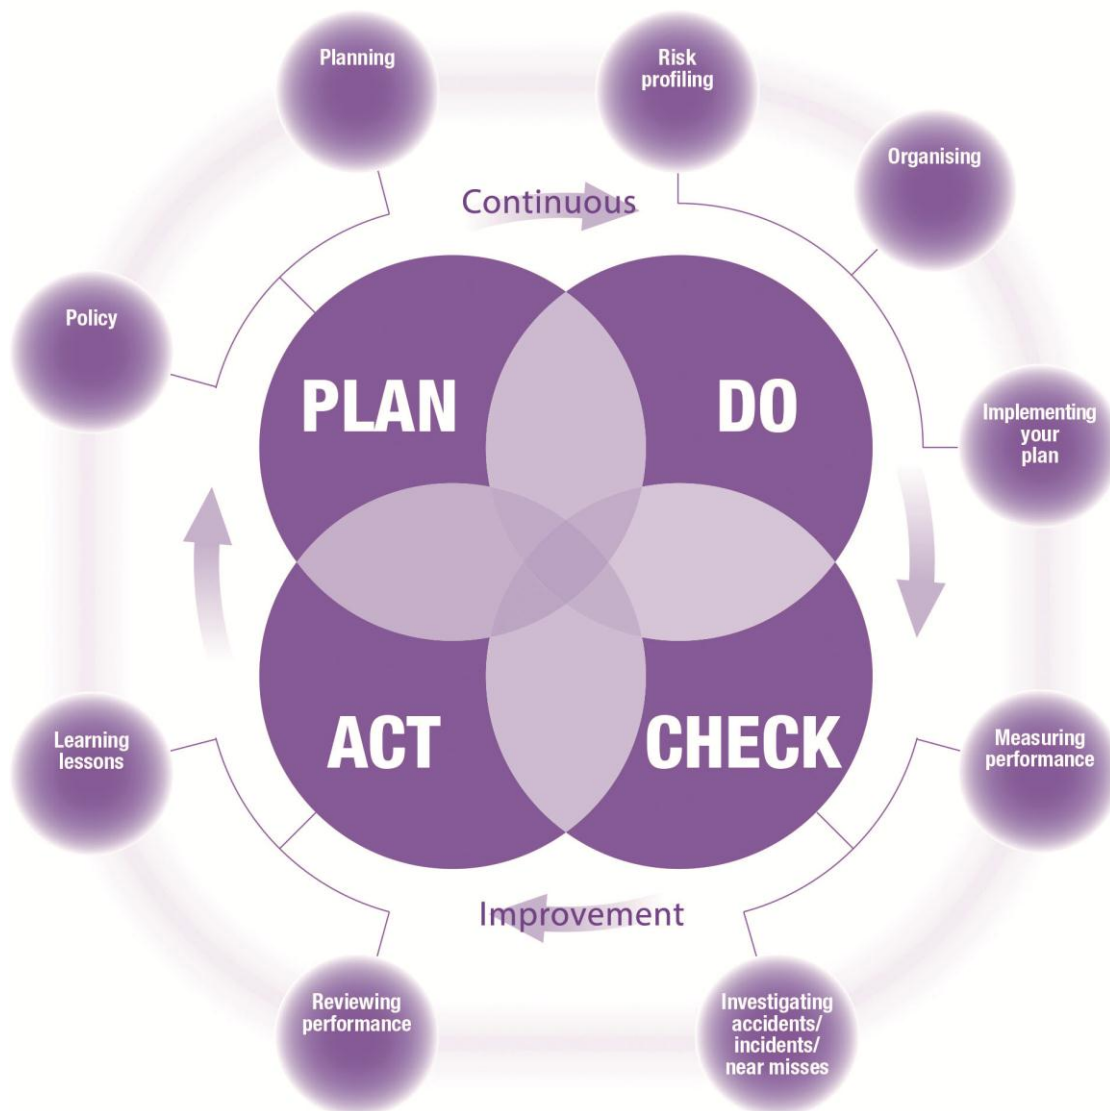 Planning
Risk
profiling
Organising
Continuous
Policy
PLAN
DO
Implementing
your
plan
Learning
lessons
ACT
CHECK
Measuring
performance
Improvement
Reviewing
performance
Investigating
accidents/
incidents/
near misses